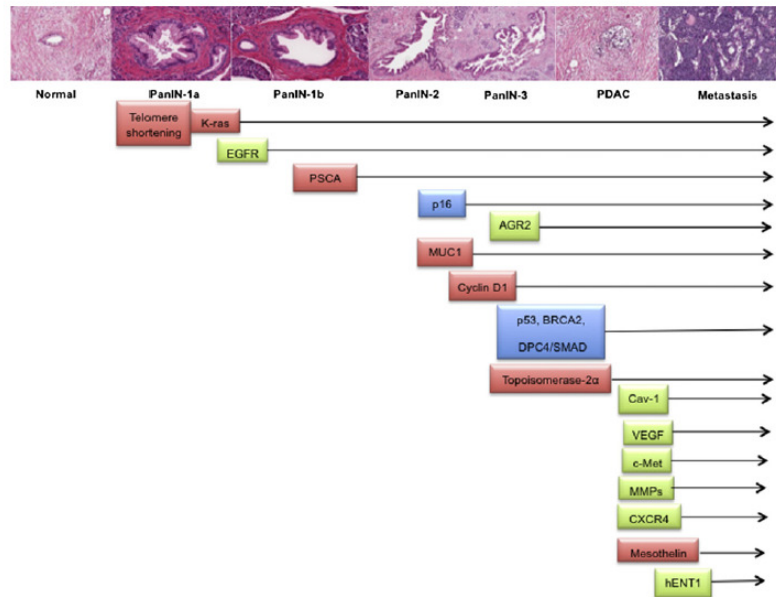 Normal PanIN-1a PanIN-1b PanIN-2 PanIN-3 PDAC Metastasis
Telomere
shortening
K-ras
EGFR
PSCA
p16
AGR2
MUC1
Cyclin D1
p53, BRCA2,
DPC4/SMAD
Topoisomerase-2α
Cav-1
VEGF
c-Met
MMPs
CXCR4
Mesothelin
hENT1